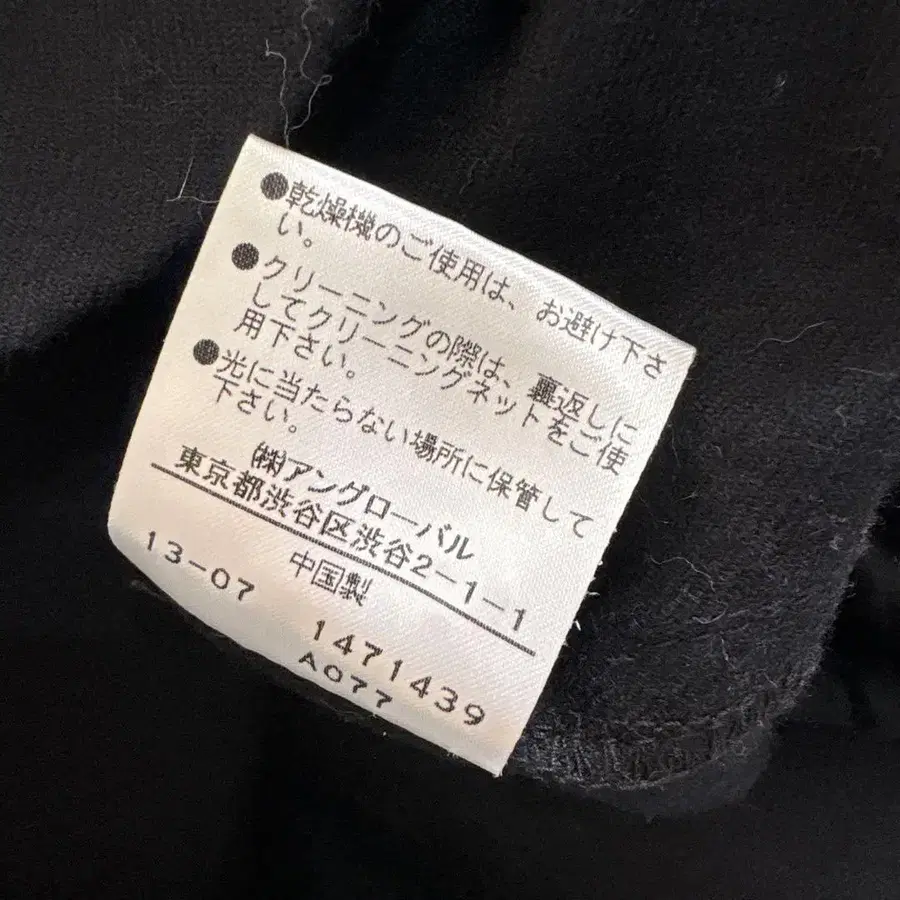 ●乾燥機のご使用は、お避け下さ
い。
●クリーニングの際は、裏返しに
してクリーニングネットをご使
用下さい。
●光に当たらない場所に保管して
下さい。
㈱アングローバル
東京都渋谷区渋谷2-1-1
中国製
13-07
1471439
A077